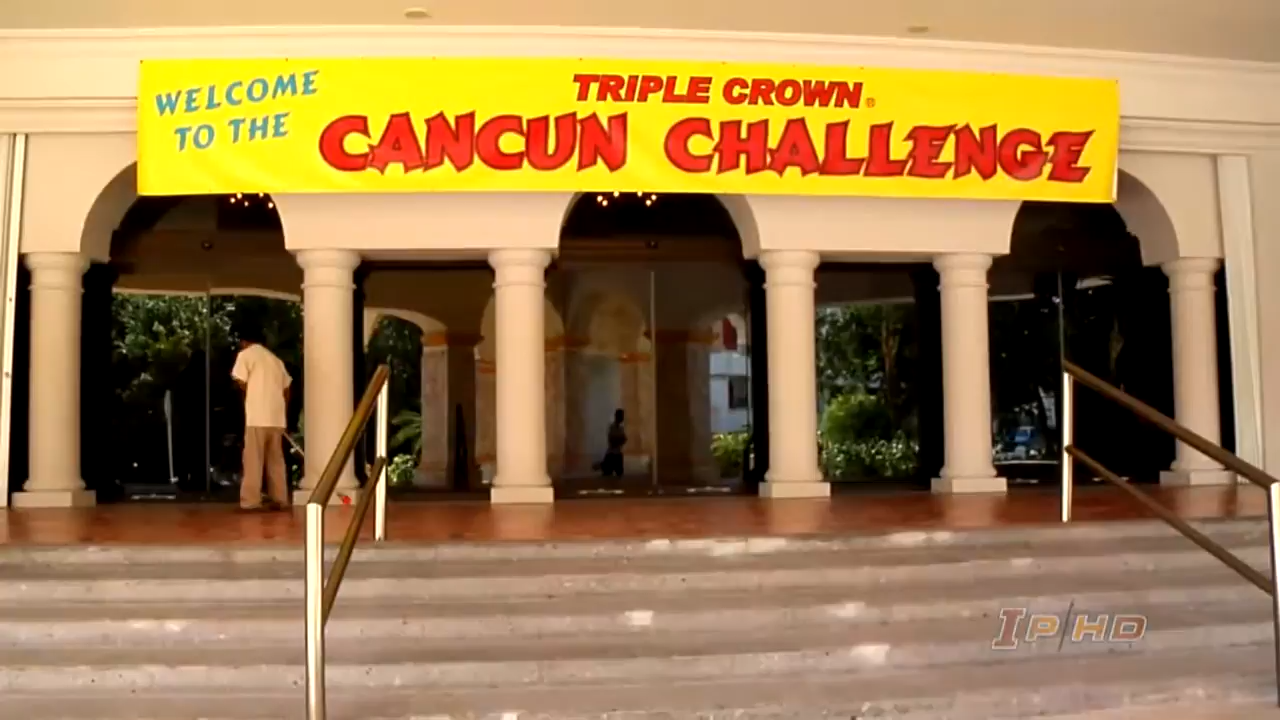 WELCOME
TO THE
TRIPLE CROWN®
CANCUN CHALLENGE
IP/HD